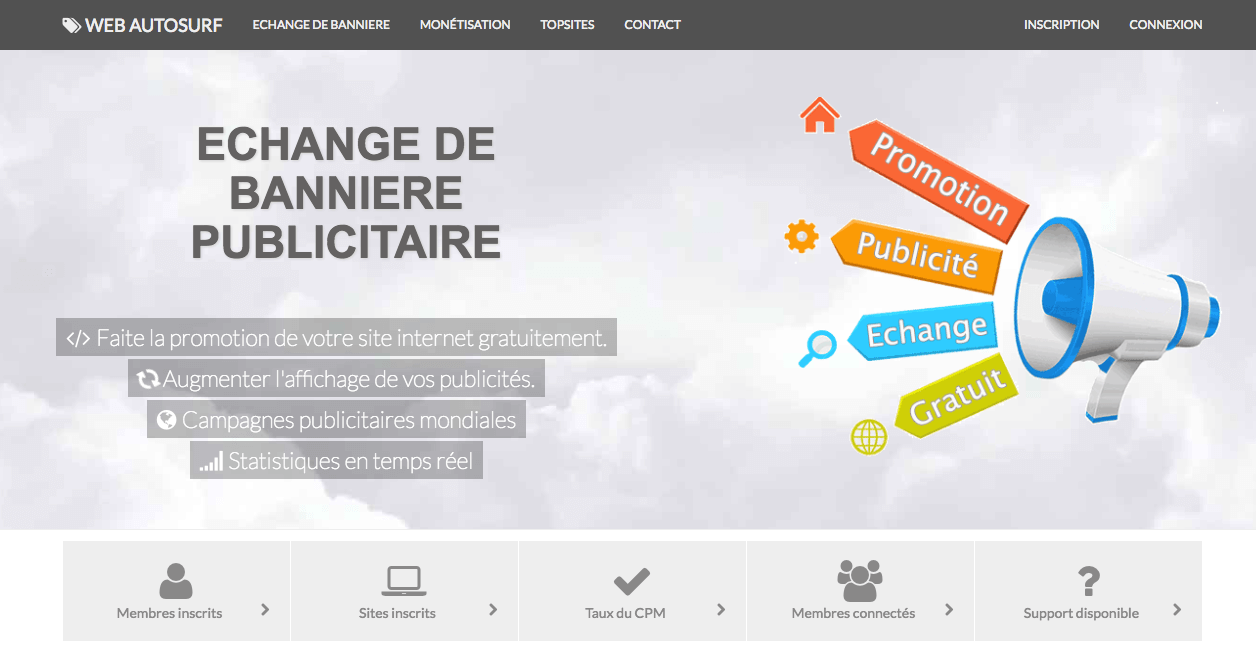 WEB AUTOSURF
ECHANGE DE BANNIERE
MONÉTISATION
TOPSITES
CONTACT
INSCRIPTION
CONNEXION
ECHANGE DE
BANNIERE
PUBLICITAIRE
</> Faite la promotion de votre site internet gratuitement.
Augmenter l'affichage de vos publicités.
Campagnes publicitaires mondiales
Statistiques en temps réel
Promotion
Publicité
Echange
Gratuit
Membres inscrits
Sites inscrits
Taux du CPM
Membres connectés
Support disponible